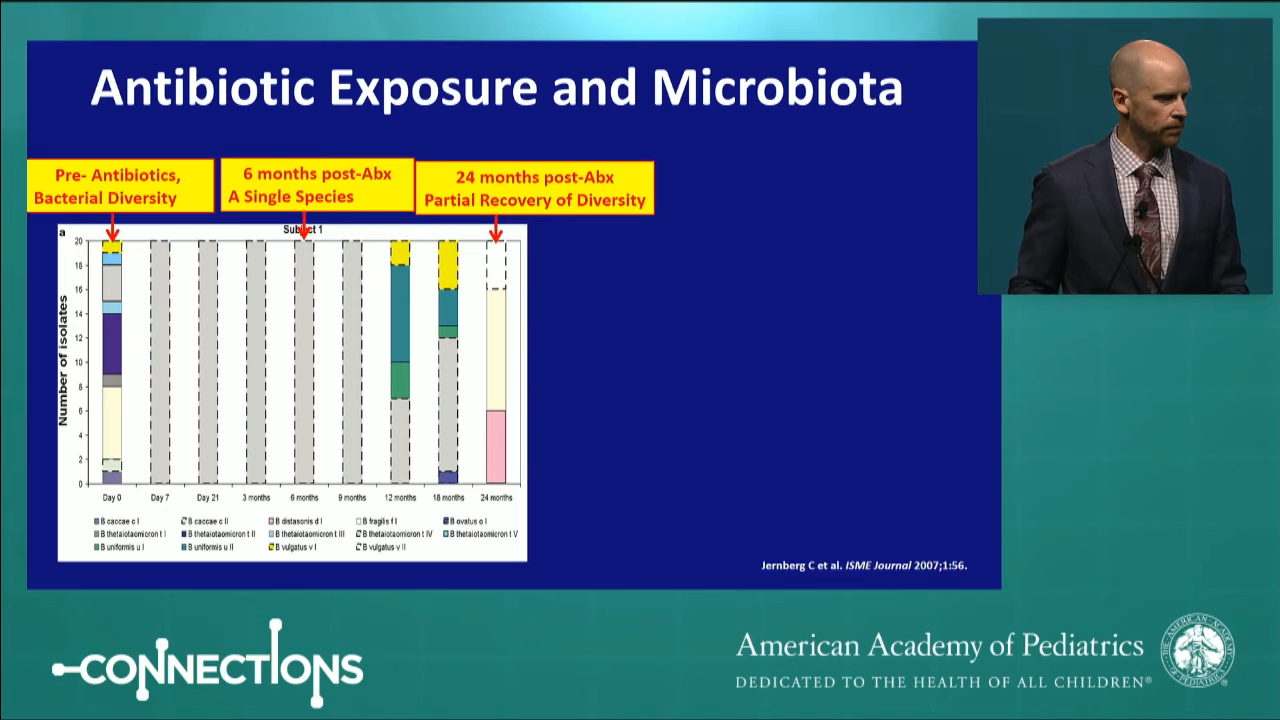 Antibiotic Exposure and Microbiota
Pre- Antibiotics,
Bacterial Diversity
6 months post-Abx
A Single Species
24 months post-Abx
Partial Recovery of Diversity
a
Subject 1
Number of isolates
20
18
16
14
12
10
8
6
4
2
0
Day 0 Day 7 Day 21 3 months 6 months 9 months 12 months 18 months 24 months
B caccae c I B caccae c II B distasonis d I B fragilis f I B ovatus o I
B thetaiotaomicron t I B thetaiotaomicron t II B thetaiotaomicron t III B thetaiotaomicron t IV B thetaiotaomicron t V
B uniformis u I B uniformis u II B vulgatus v I B vulgatus v II
Jernberg C et al. ISME Journal 2007;1:56.
CONNECTIONS
American Academy of Pediatrics
DEDICATED TO THE HEALTH OF ALL CHILDREN®